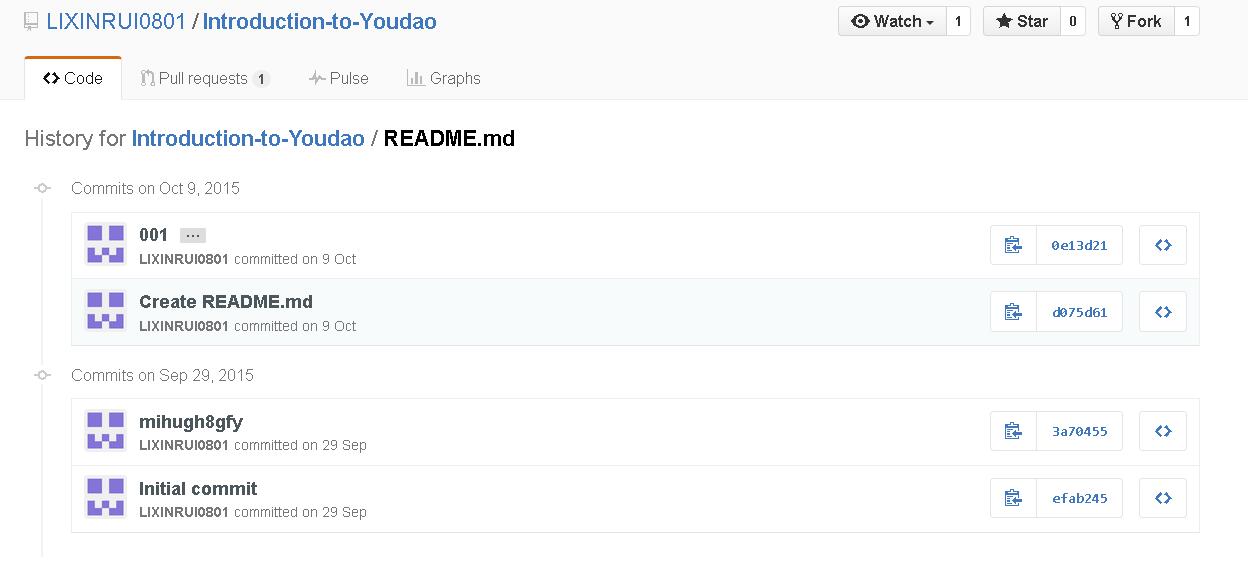 LIXINRUI0801 / Introduction-to-Youdao
Watch 1 Star 0 Fork 1
Code Pull requests 1 Pulse Graphs
History for Introduction-to-Youdao / README.md
Commits on Oct 9, 2015
001 ...
0e13d21
LIXINRUI0801 committed on 9 Oct
Create README.md
d075d61
LIXINRUI0801 committed on 9 Oct
Commits on Sep 29, 2015
mihugh8gfy
3a70455
LIXINRUI0801 committed on 29 Sep
Initial commit
efab245
LIXINRUI0801 committed on 29 Sep